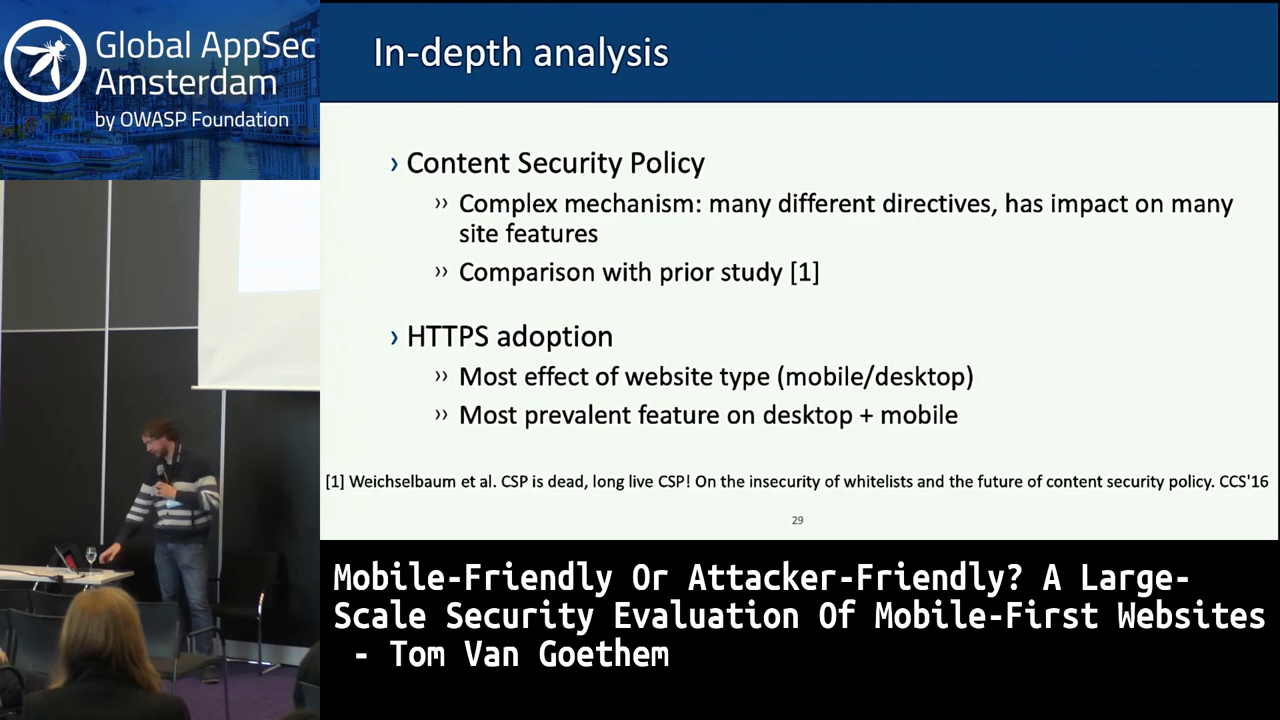 Global AppSec
Amsterdam
by OWASP Foundation
In-depth analysis
› Content Security Policy
›› Complex mechanism: many different directives, has impact on many
site features
›› Comparison with prior study [1]
› HTTPS adoption
›› Most effect of website type (mobile/desktop)
›› Most prevalent feature on desktop + mobile
[1] Weichselbaum et al. CSP is dead, long live CSP! On the insecurity of whitelists and the future of content security policy. CCS'16
29
Mobile-Friendly Or Attacker-Friendly? A Large-
Scale Security Evaluation Of Mobile-First Websites
- Tom Van Goethem